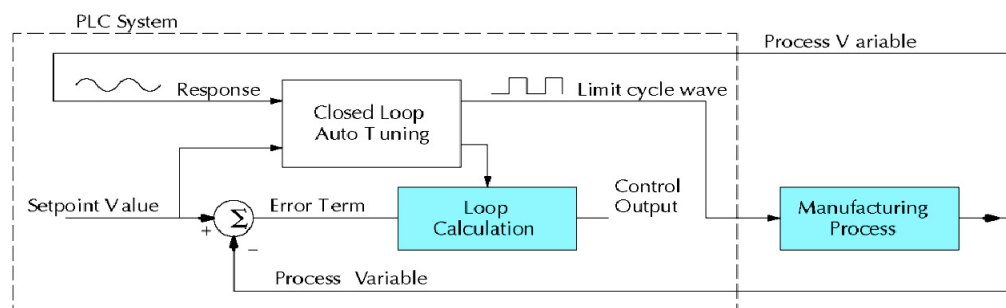 PLC System
Process V ariable
Response
Limit cycle wave
Closed Loop
Auto Tuning
Setpoint Value
+
Σ
−
Error Term
Loop
Calculation
Control
Output
Manufacturing
Process
Process Variable